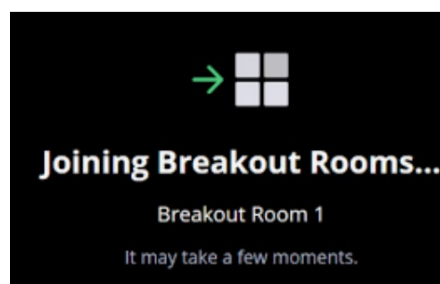 Joining Breakout Rooms...
Breakout Room 1
It may take a few moments.